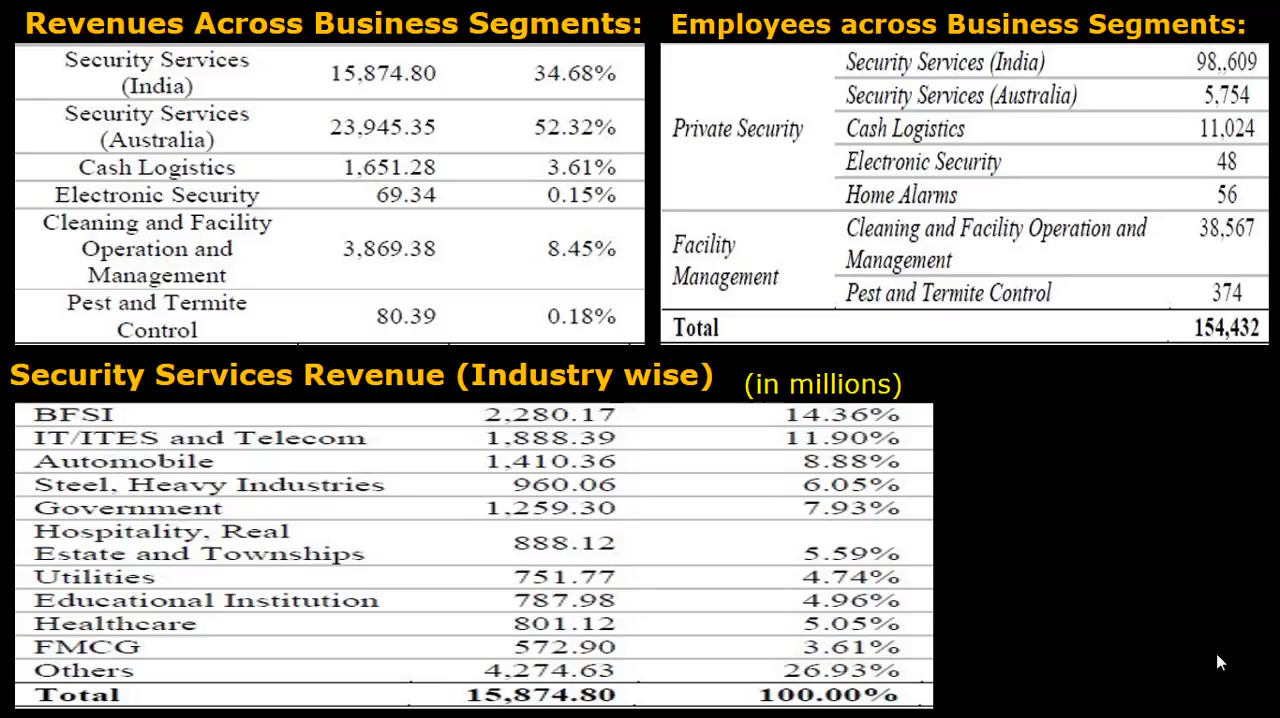 Revenues Across Business Segments:
Security Services
(India)
15,874.80
34.68%
Security Services
(Australia)
23,945.35
52.32%
Cash Logistics
1,651.28
3.61%
Electronic Security
69.34
0.15%
Cleaning and Facility
Operation and
Management
3,869.38
8.45%
Pest and Termite
Control
80.39
0.18%
Employees across Business Segments:
Private Security
Security Services (India)
98,,609
Security Services (Australia)
5,754
Cash Logistics
11,024
Electronic Security
48
Home Alarms
56
Facility
Management
Cleaning and Facility Operation and
Management
38,567
Pest and Termite Control
374
Total
154,432
Security Services Revenue (Industry wise)
(in millions)
BFSI 2,280.17 14.36%
IT/ITES and Telecom 1,888.39 11.90%
Automobile 1,410.36 8.88%
Steel, Heavy Industries 960.06 6.05%
Government 1,259.30 7.93%
Hospitality, Real
Estate and Townships 888.12 5.59%
Utilities 751.77 4.74%
Educational Institution 787.98 4.96%
Healthcare 801.12 5.05%
FMCG 572.90 3.61%
Others 4,274.63 26.93%
Total 15,874.80 100.00%